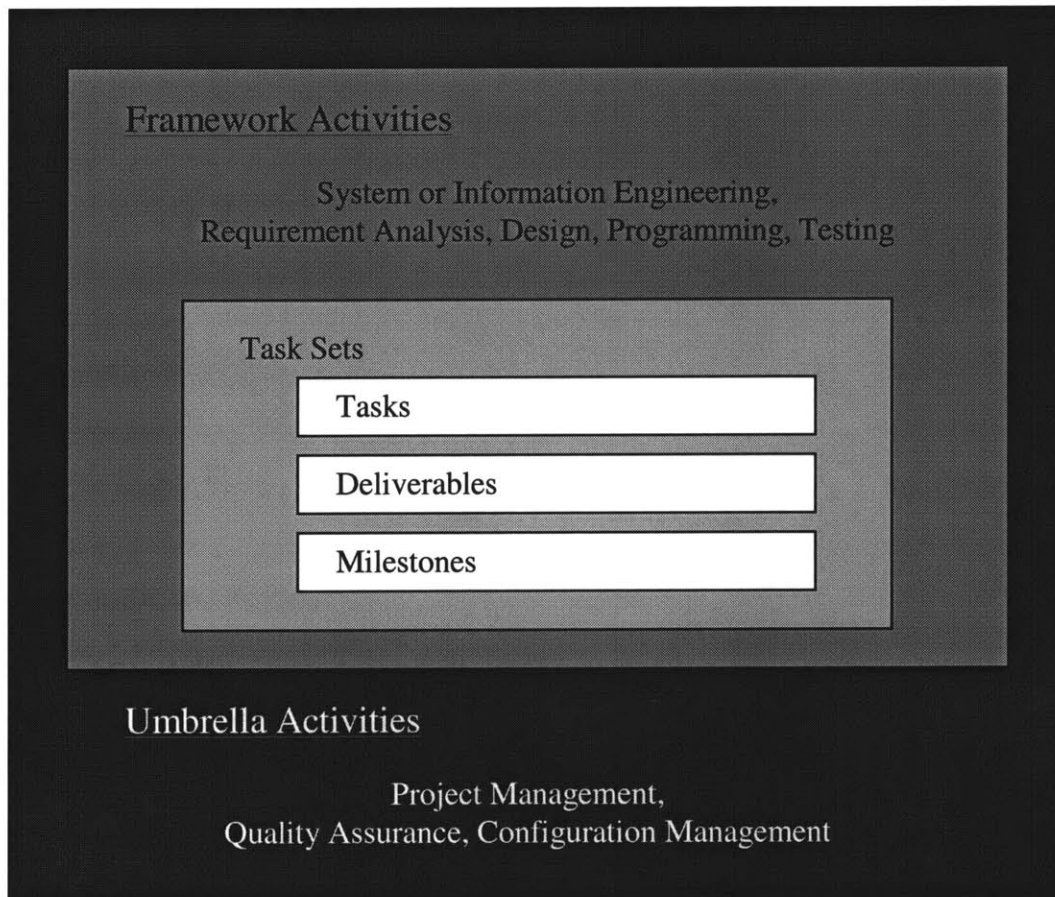 Framework Activities
System or Information Engineering,
Requirement Analysis, Design, Programming, Testing
Task Sets
Tasks
Deliverables
Milestones
Umbrella Activities
Project Management,
Quality Assurance, Configuration Management